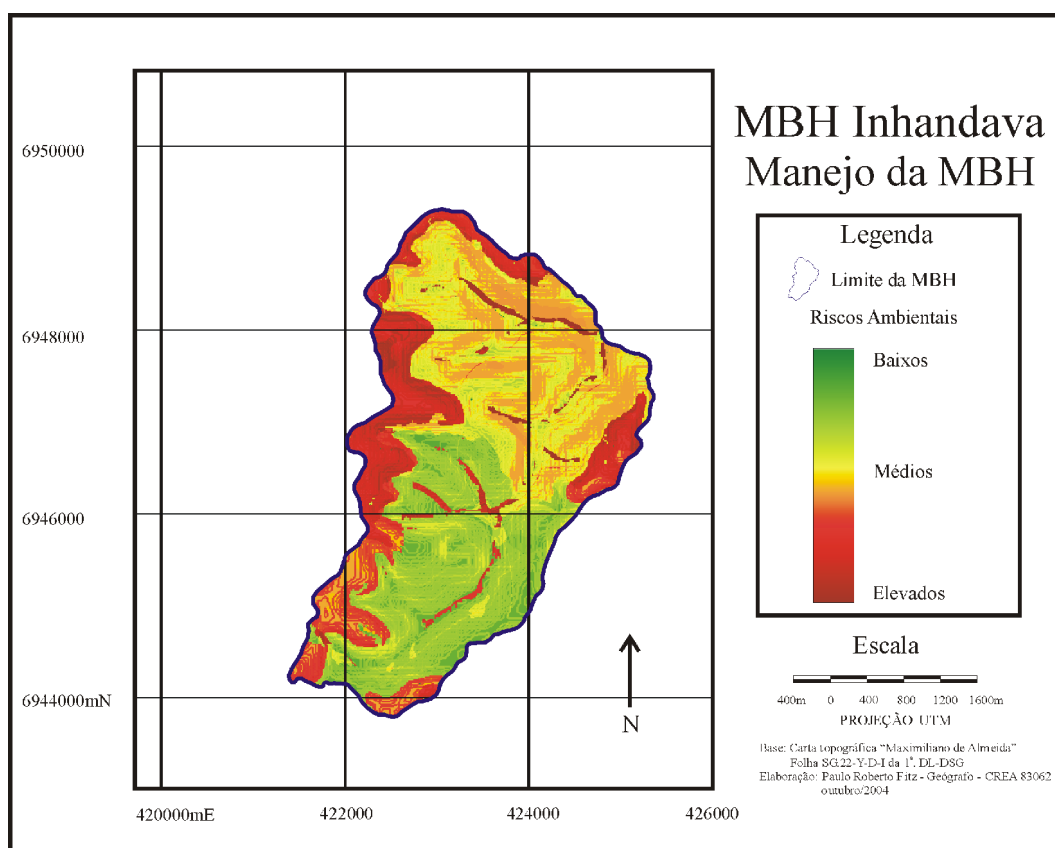 MBH Inhandava
Manejo da MBH
6950000
6948000
6946000
6944000mN
420000mE
422000
424000
426000
N
Legenda
Limite da MBH
Riscos Ambientais
Baixos
Médios
Elevados
Escala
400m 0 400 800 1200 1600m
PROJEÇÃO UTM
Base: Carta topográfica "Maximiliano de Almeida"
Folha SG.22-Y-D-I da 1ª. DL-DSG
Elaboração: Paulo Roberto Fitz - Geógrafo - CREA 83062
outubro/2004